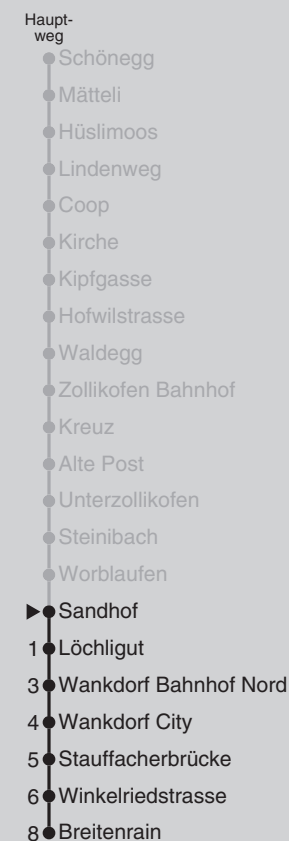 Haupt-
weg
Schönegg
Mätteli
Hüslimoos
Lindenweg
Coop
Kirche
Kipfgasse
Hofwilstrasse
Waldegg
Zollikofen Bahnhof
Kreuz
Alte Post
Unterzollikofen
Steinibach
Worblaufen
Sandhof
1 Löchligut
3 Wankdorf Bahnhof Nord
4 Wankdorf City
5 Stauffacherbrücke
6 Winkelriedstrasse
8 Breitenrain